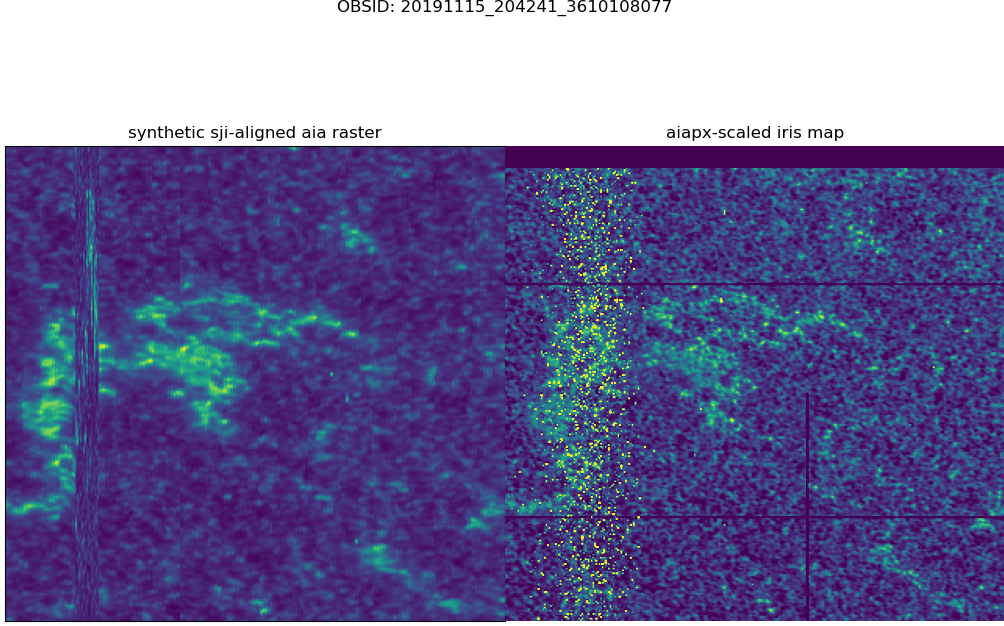 OBSID: 20191115_204241_3610108077
synthetic sji-aligned aia raster
aiapx-scaled iris map